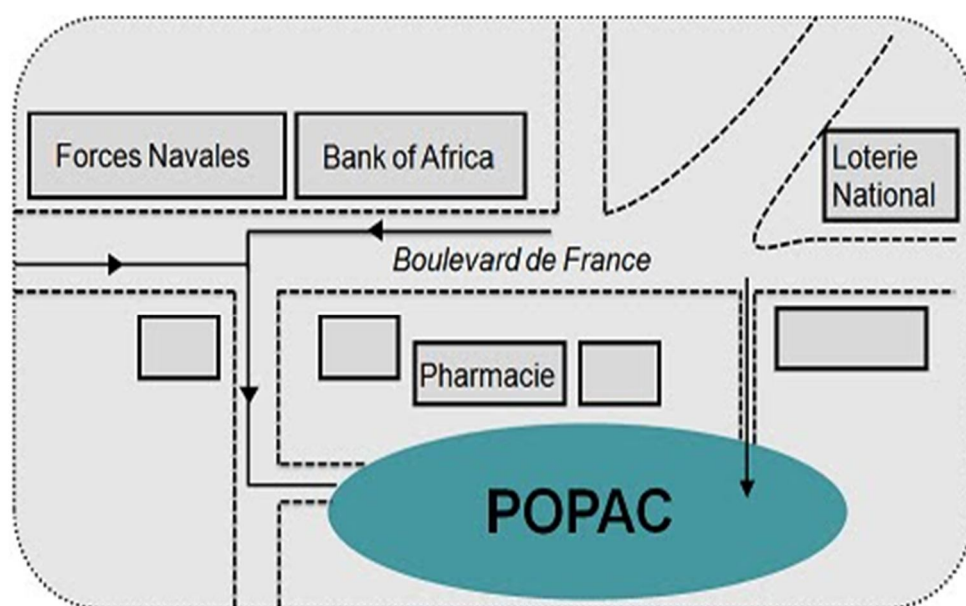 Forces Navales
Bank of Africa
Loterie
National
Boulevard de France
Pharmacie
POPAC